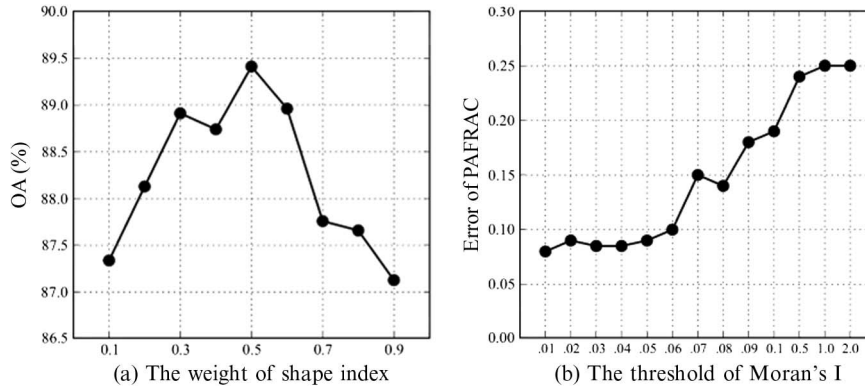 90.0
89.5
89.0
88.5
88.0
87.5
87.0
86.5
OA (%)
0.1 0.3 0.5 0.7 0.9
(a) The weight of shape index
0.30
0.25
0.20
0.15
0.10
0.05
0.00
Error of PAFRAC
.01 .02 .03 .04 .05 .06 .07 .08 .09 0.1 0.5 1.0 2.0
(b) The threshold of Moran's I